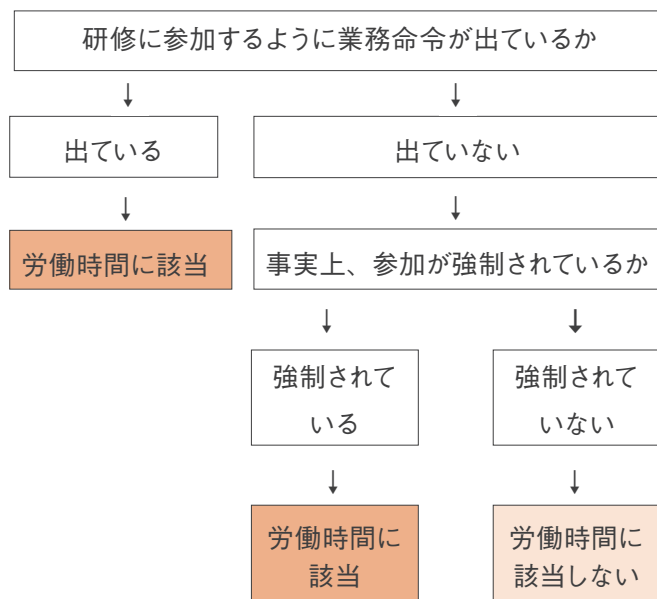 研修に参加するように業務命令が出ているか
↓ ↓
出ている 出ていない
↓ ↓
労働時間に該当 事実上、参加が強制されているか
↓ ↓
強制されて 強制されて
いる いない
↓ ↓
労働時間に 労働時間に
該当 該当しない